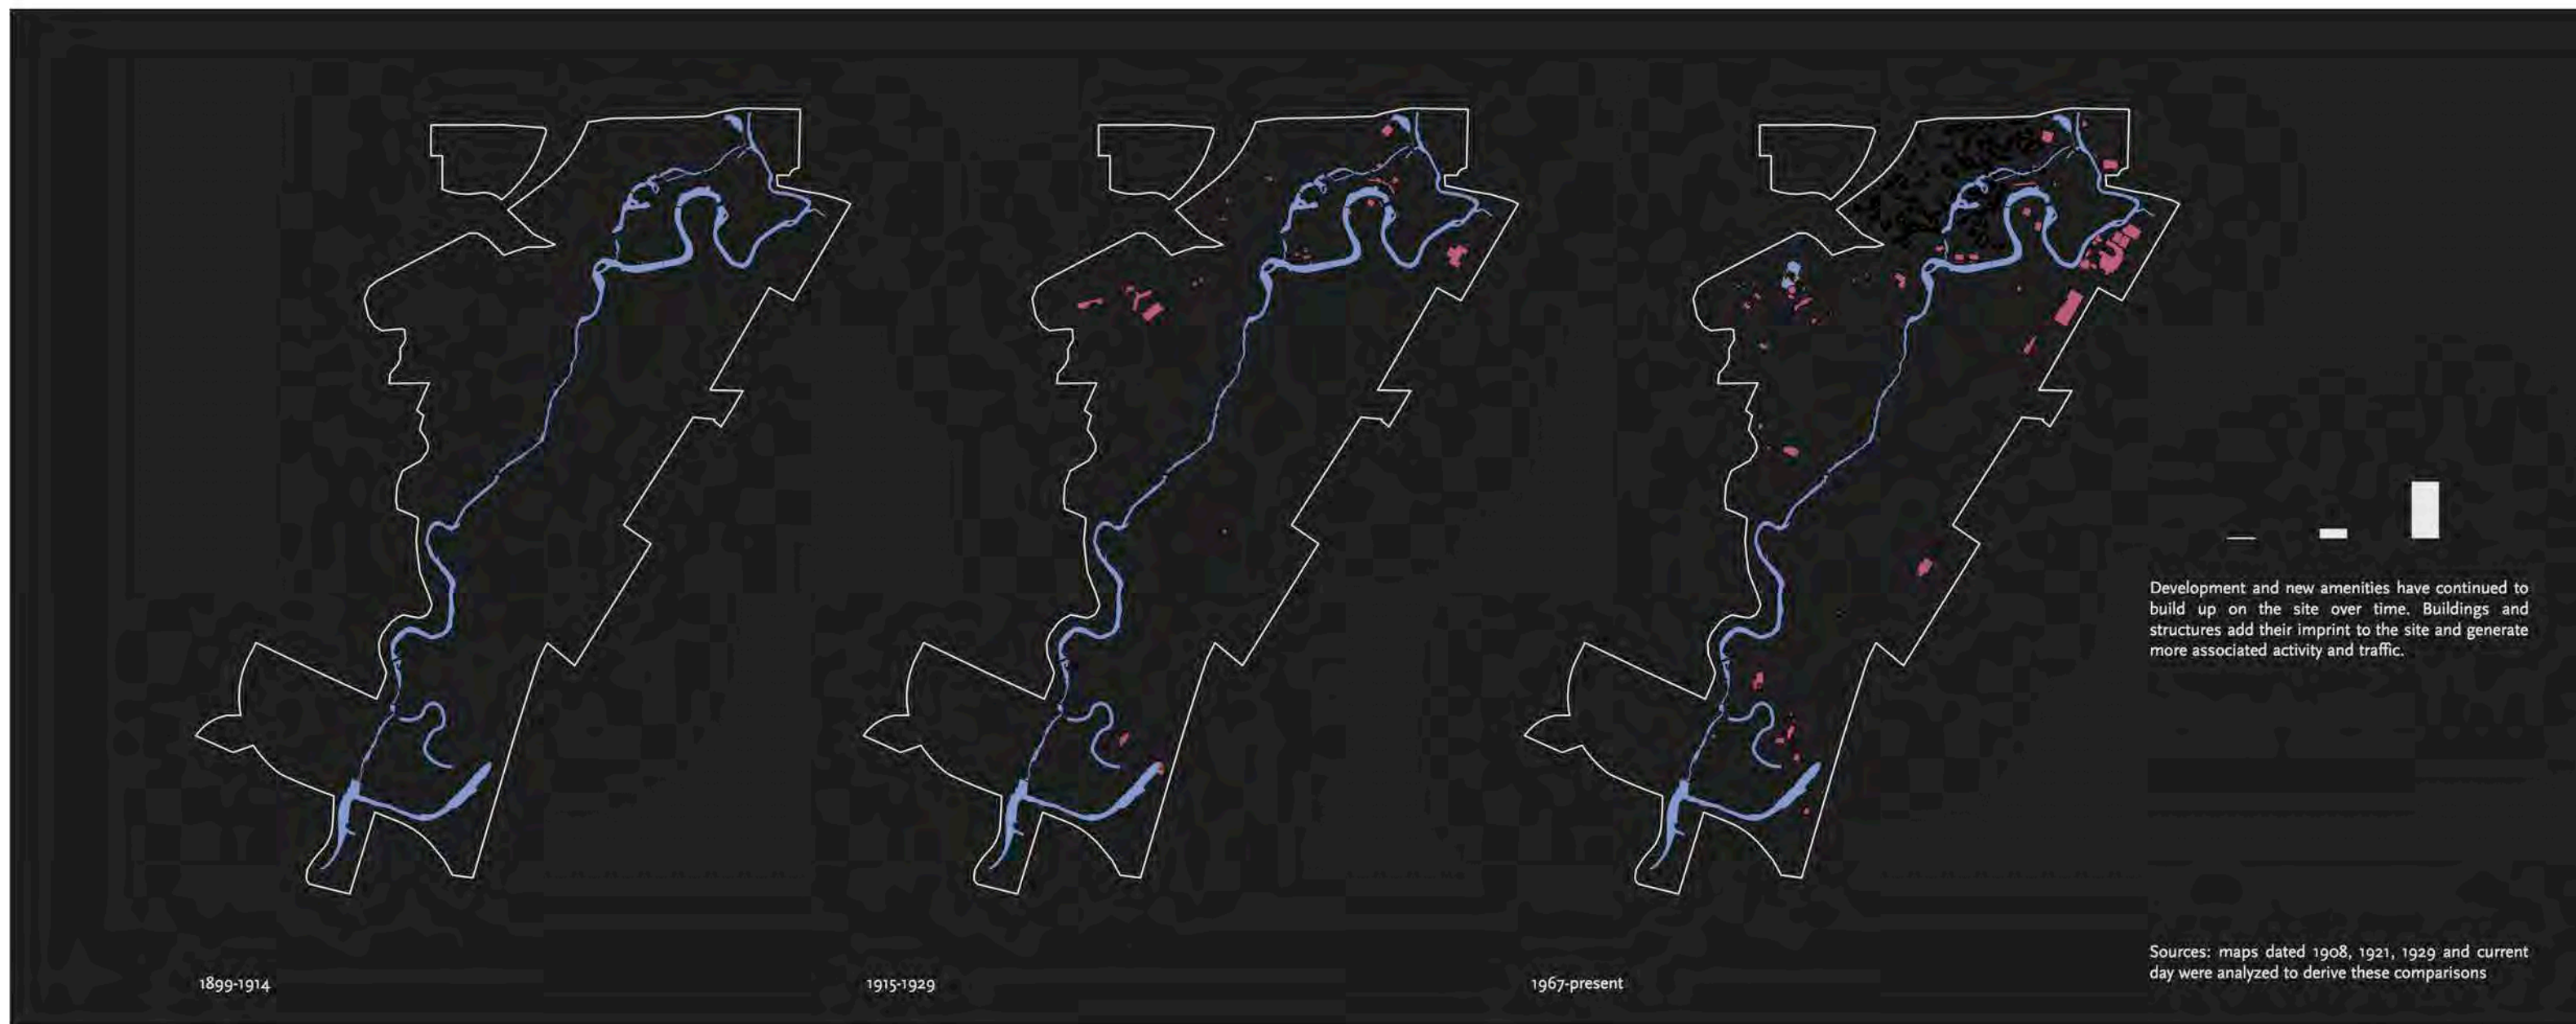 Development and new amenities have continued to
build up on the site over time. Buildings and
structures add their imprint to the site and generate
more associated activity and traffic.
Sources: maps dated 1908, 1921, 1929 and current
day were analyzed to derive these comparisons
1899-1914
1915-1929
1967-present